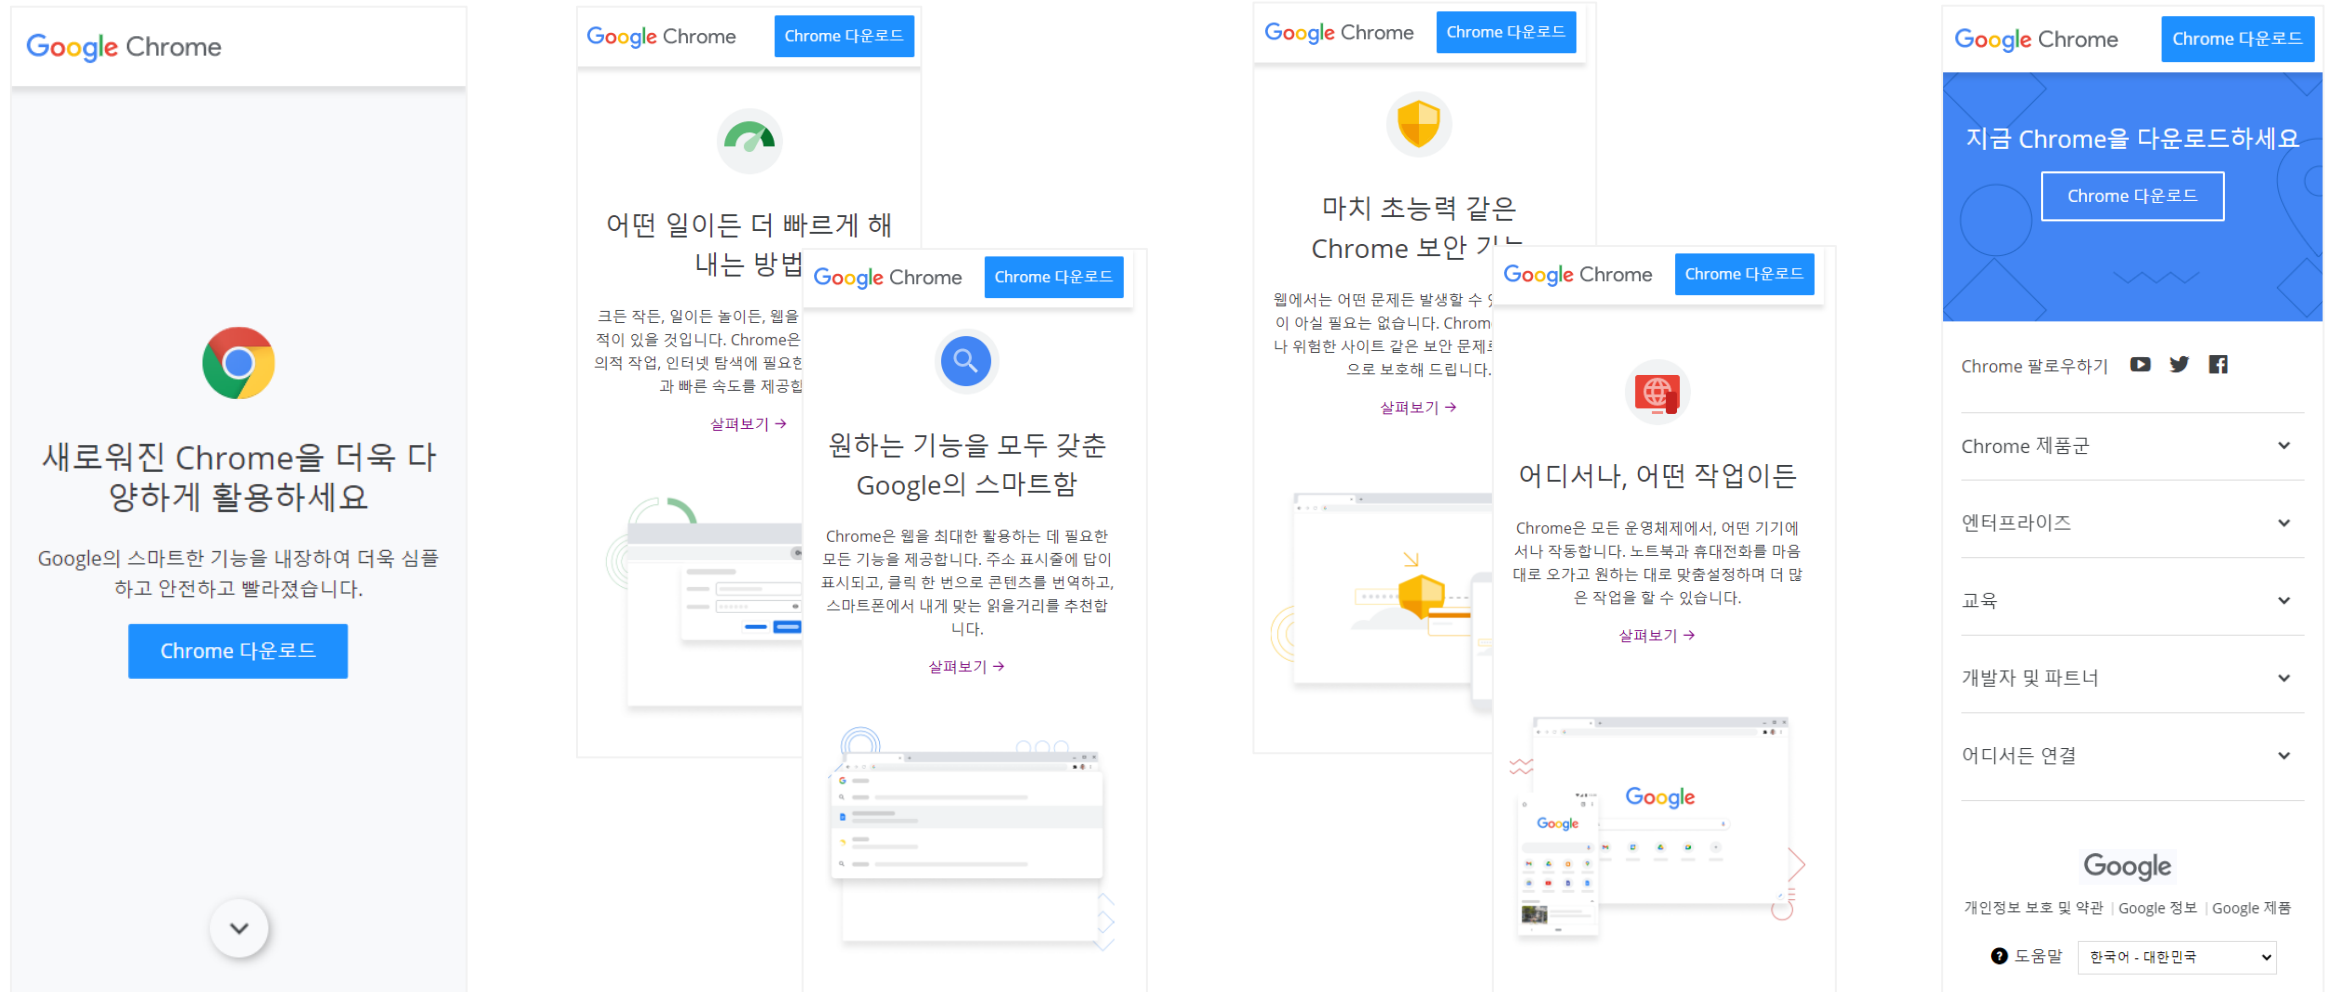 Google Chrome
새로워진 Chrome을 더욱 다
양하게 활용하세요
Google의 스마트한 기능을 내장하여 더욱 심플
하고 안전하고 빨라졌습니다.
Chrome 다운로드
Google Chrome
Chrome 다운로드
어떤 일이든 더 빠르게 해
내는 방법
크든 작든, 일이든 놀이든, 웹을
적이 있을 것입니다. Chrome은
의적 작업, 인터넷 탐색에 필요한
과 빠른 속도를 제공합
살펴보기 →
Google Chrome
Chrome 다운로드
원하는 기능을 모두 갖춘
Google의 스마트함
Chrome은 웹을 최대한 활용하는 데 필요한
모든 기능을 제공합니다. 주소 표시줄에 답이
표시되고, 클릭 한 번으로 콘텐츠를 번역하고,
스마트폰에서 내게 맞는 읽을거리를 추천합
니다.
살펴보기 →
Google Chrome
Chrome 다운로드
마치 초능력 같은
Chrome 보안
웹에서는 어떤 문제든 발생할 수
이 아실 필요는 없습니다. Chrom
나 위험한 사이트 같은 보안 문제
으로 보호해 드립니다.
살펴보기 →
Google Chrome
Chrome 다운로드
어디서나, 어떤 작업이든
Chrome은 모든 운영체제에서, 어떤 기기에
서나 작동합니다. 노트북과 휴대전화를 마음
대로 오가고 원하는 대로 맞춤설정하며 더 많
은 작업을 할 수 있습니다.
살펴보기 →
Google
Google
Google Chrome
Chrome 다운로드
지금 Chrome을 다운로드하세요
Chrome 다운로드
Chrome 팔로우하기
Chrome 제품군
엔터프라이즈
교육
개발자 및 파트너
어디서든 연결
Google
개인정보 보호 및 약관 | Google 정보 | Google 제품
도움말
한국어 - 대한민국